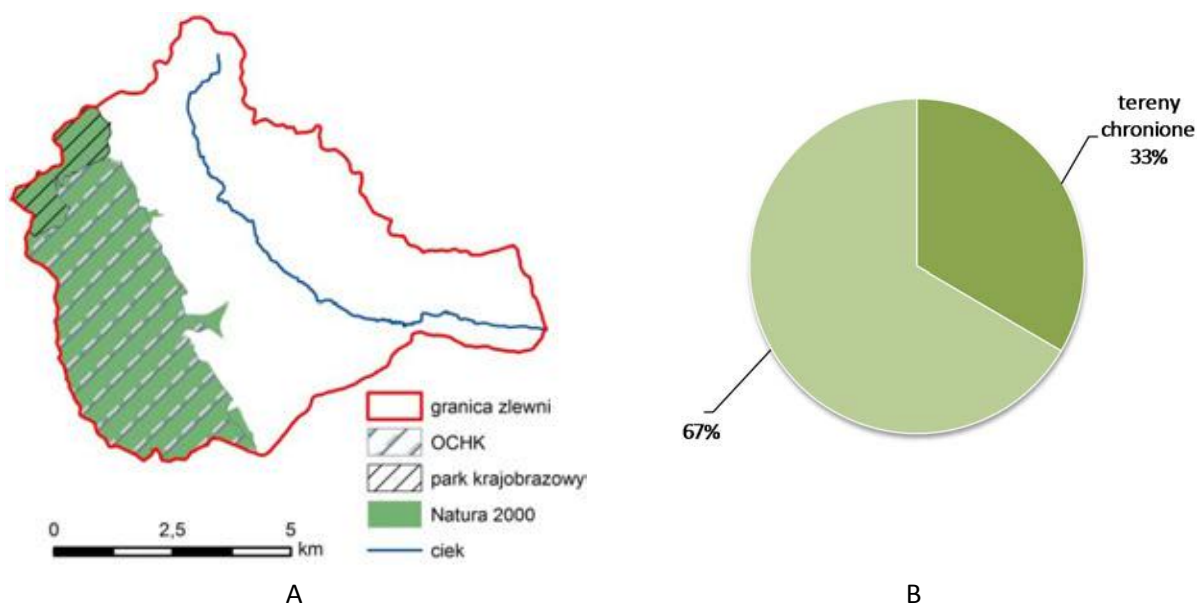 tereny
chronione
33%
67%
granica zlewni
OCHK
park krajobrazowy
Natura 2000
ciek
0 2,5 5
km
A B